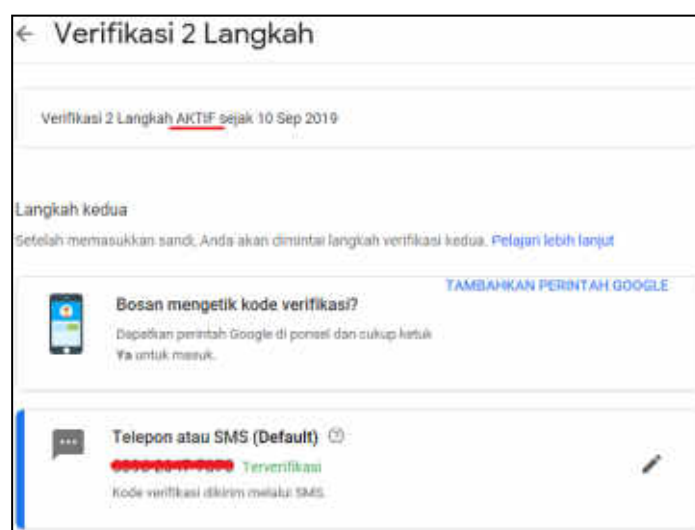 Verifikasi 2 Langkah
Verifikasi 2 Langkah AKTIF sejak 10 Sep 2019
Langkah kedua
Setelah memasukkan sandi, Anda akan dimintai langkah verifikasi kedua. Pelajari lebih lanjut
TAMBAHKAN PERINTAH GOOGLE
Bosan mengetik kode verifikasi?
Dapatkan perintah Google di ponsel dan cukup ketuk
Ya untuk masuk.
Telepon atau SMS (Default)
Terverifikasi
Kode verifikasi dikirim melalui SMS.